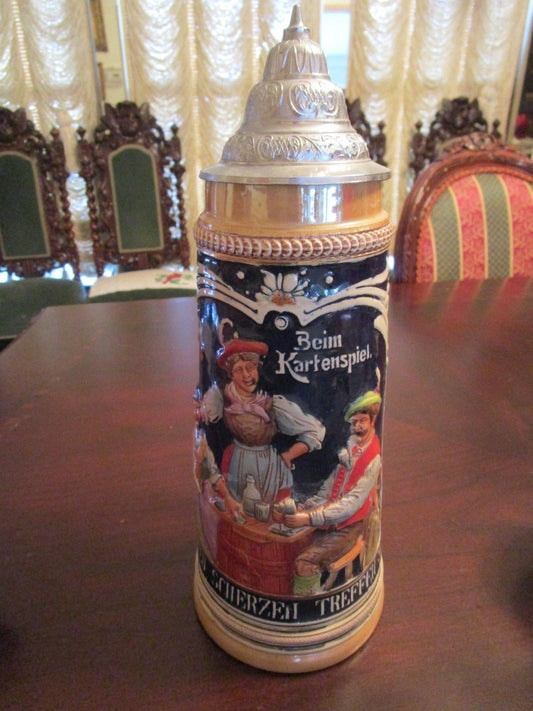 Beim
Kartenspiel.
SCHERZEN TREFFEN